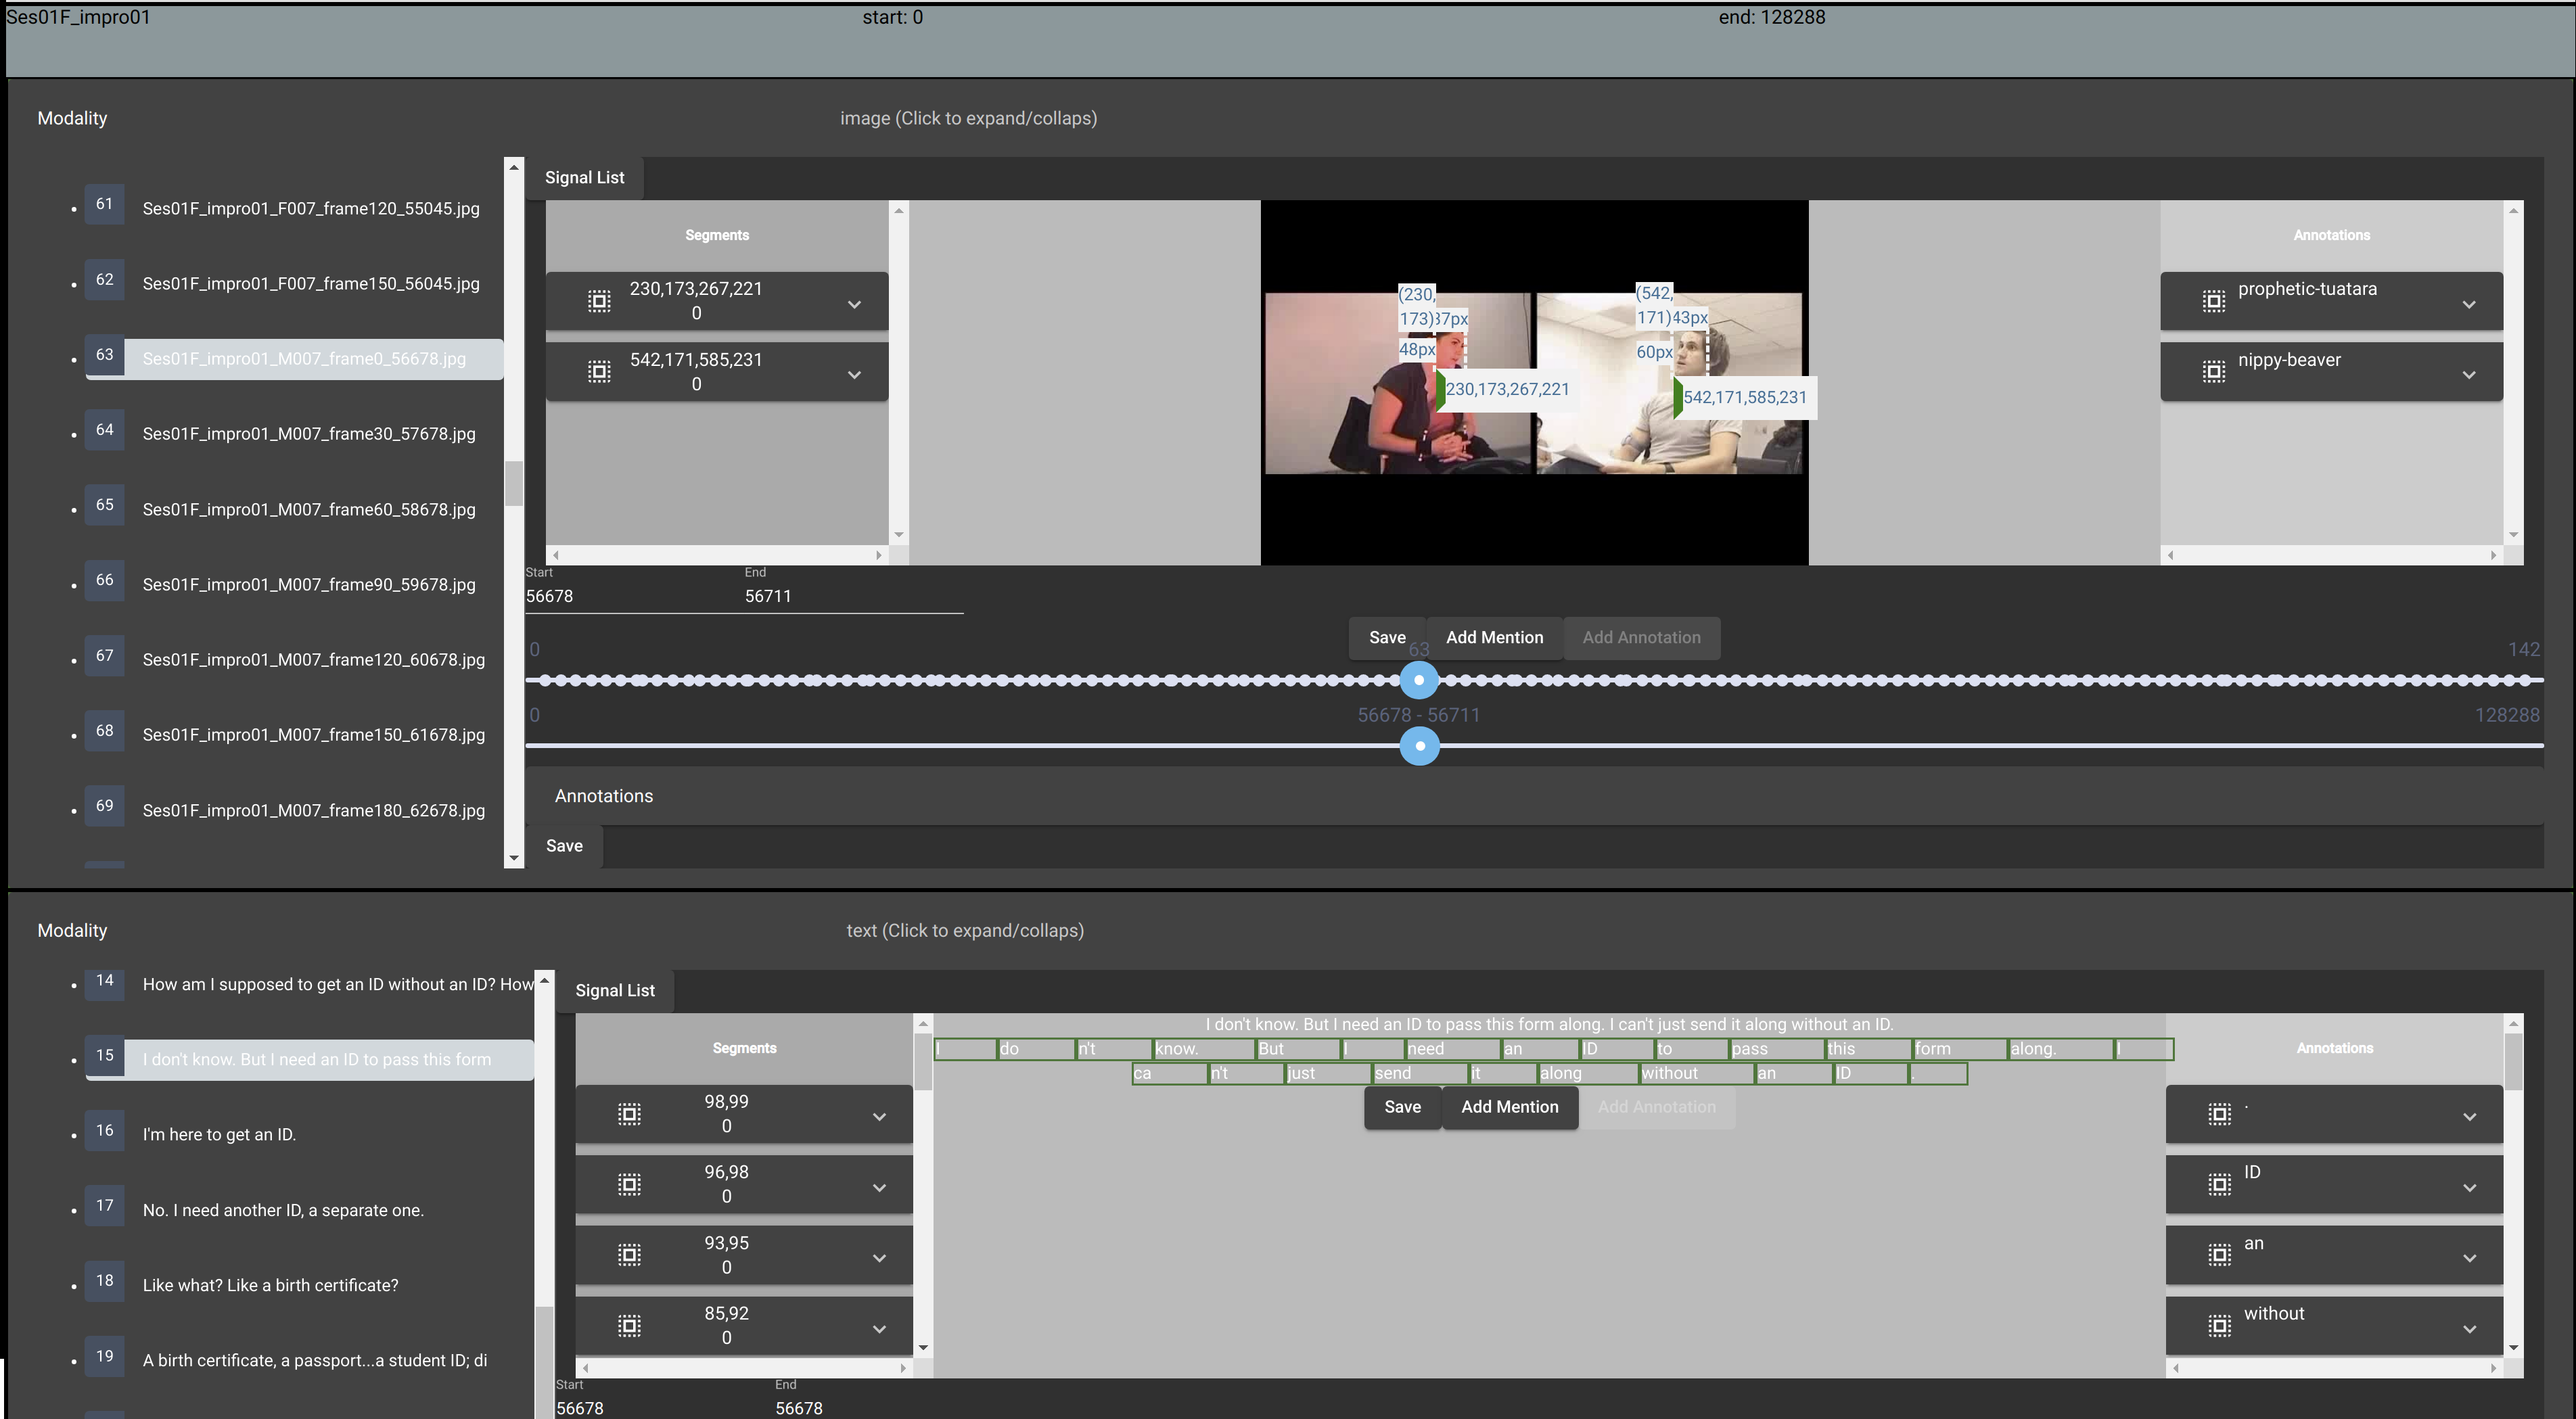 Ses01F_impro01 start: 0 end: 128288
Modality image (Click to expand/collaps)
61 Ses01F_impro01_F007_frame120_55045.jpg
62 Ses01F_impro01_F007_frame150_56045.jpg
63 Ses01F_impro01_M007_frame0_56678.jpg
64 Ses01F_impro01_M007_frame30_57678.jpg
65 Ses01F_impro01_M007_frame60_58678.jpg
66 Ses01F_impro01_M007_frame90_59678.jpg
67 Ses01F_impro01_M007_frame120_60678.jpg
68 Ses01F_impro01_M007_frame150_61678.jpg
69 Ses01F_impro01_M007_frame180_62678.jpg
Signal List
Segments
230,173,267,221
0
542,171,585,231
0
(230,
173)37px
48px
230,173,267,221
(542,
171)43px
60px
542,171,585,231
Annotations
prophetic-tuatara
nippy-beaver
Start End
56678 56711
Save Add Mention Add Annotation
0 63 142
0 56678 - 56711 128288
Annotations
Save
Modality text (Click to expand/collaps)
14 How am I supposed to get an ID without an ID? How
15 I don't know. But I need an ID to pass this form
16 I'm here to get an ID.
17 No. I need another ID, a separate one.
18 Like what? Like a birth certificate?
19 A birth certificate, a passport...a student ID; di
Signal List
Segments
98,99
0
96,98
0
93,95
0
85,92
0
I don't know. But I need an ID to pass this form along. I can't just send it along without an ID.
I do n't know. But I need an ID to pass this form along. I
ca n't just send it along without an ID .
Save Add Mention Add Annotation
Annotations
.
ID
an
without
Start End
56678 56678